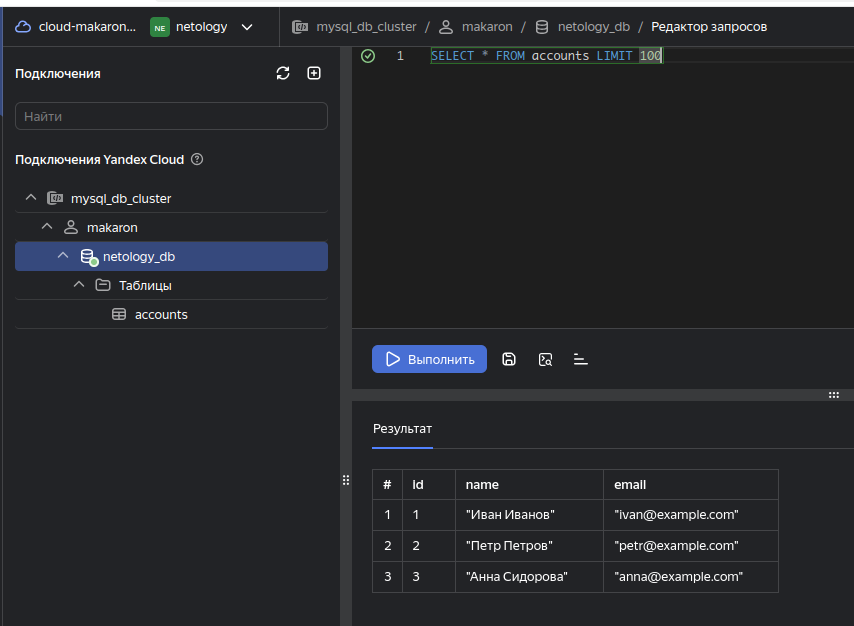 cloud-makaron... NE netology mysql_db_cluster / makaron / netology_db / Редактор запросов
Подключения
Найти
Подключения Yandex Cloud
mysql_db_cluster
makaron
netology_db
Таблицы
accounts
1 SELECT * FROM accounts LIMIT 100
Выполнить
Результат
# id name email
1 1 "Иван Иванов" "ivan@example.com"
2 2 "Петр Петров" "petr@example.com"
3 3 "Анна Сидорова" "anna@example.com"